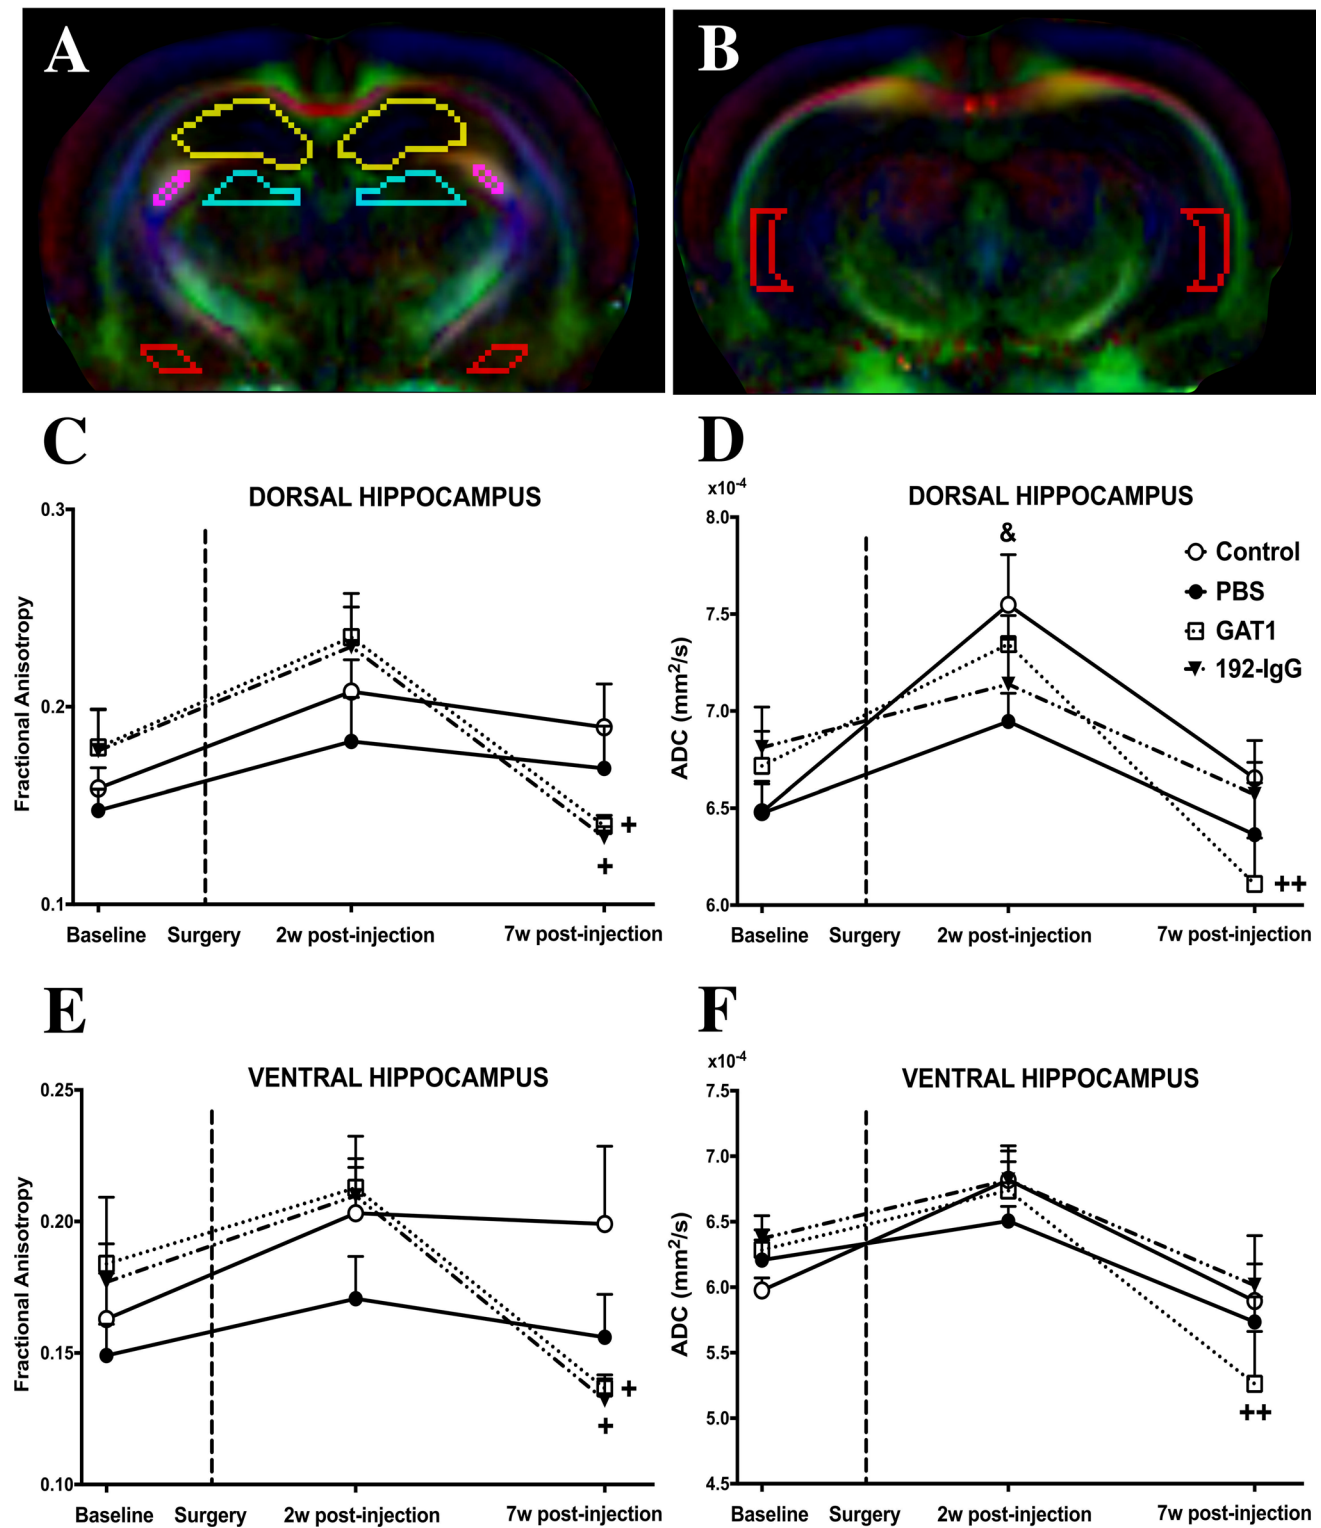 A
B
C
D
DORSAL HIPPOCAMPUS
0.3
0.2
0.1
Fractional Anisotropy
+
+
Baseline Surgery 2w post-injection 7w post-injection
x10-4
DORSAL HIPPOCAMPUS
8.0
7.5
7.0
6.5
6.0
ADC (mm2/s)
&
Control
PBS
GAT1
192-IgG
++
Baseline Surgery 2w post-injection 7w post-injection
E
F
VENTRAL HIPPOCAMPUS
0.25
0.20
0.15
0.10
Fractional Anisotropy
+
+
Baseline Surgery 2w post-injection 7w post-injection
x10-4
VENTRAL HIPPOCAMPUS
7.5
7.0
6.5
6.0
5.5
5.0
4.5
ADC (mm2/s)
++
Baseline Surgery 2w post-injection 7w post-injection